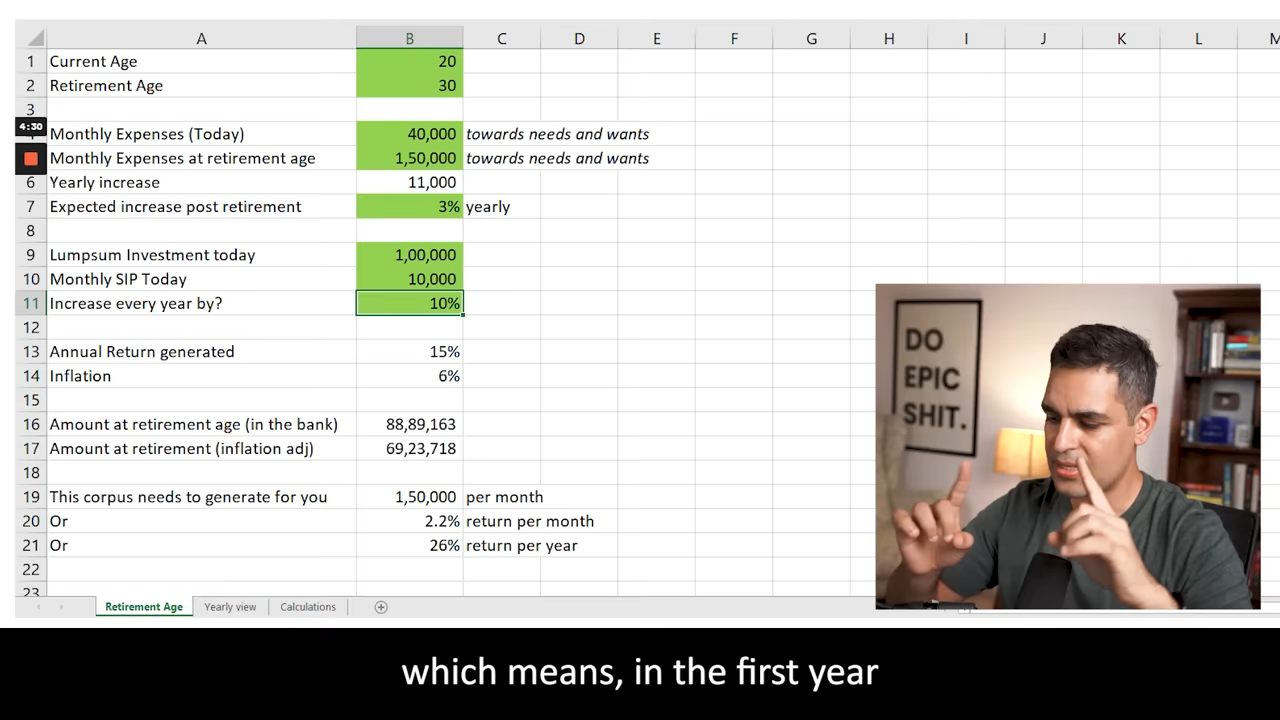 A B C D E F G H I J K L M
1 Current Age 20
2 Retirement Age 30
3
4:30
Monthly Expenses (Today) 40,000 towards needs and wants
Monthly Expenses at retirement age 1,50,000 towards needs and wants
6 Yearly increase 11,000
7 Expected increase post retirement 3% yearly
8
9 Lumpsum Investment today 1,00,000
10 Monthly SIP Today 10,000
11 Increase every year by? 10%
12
13 Annual Return generated 15%
14 Inflation 6%
15
16 Amount at retirement age (in the bank) 88,89,163
17 Amount at retirement (inflation adj) 69,23,718
18
19 This corpus needs to generate for you 1,50,000 per month
20 Or 2.2% return per month
21 Or 26% return per year
22
23
Retirement Age Yearly view Calculations
DO
EPIC
SHIT.
which means, in the first year